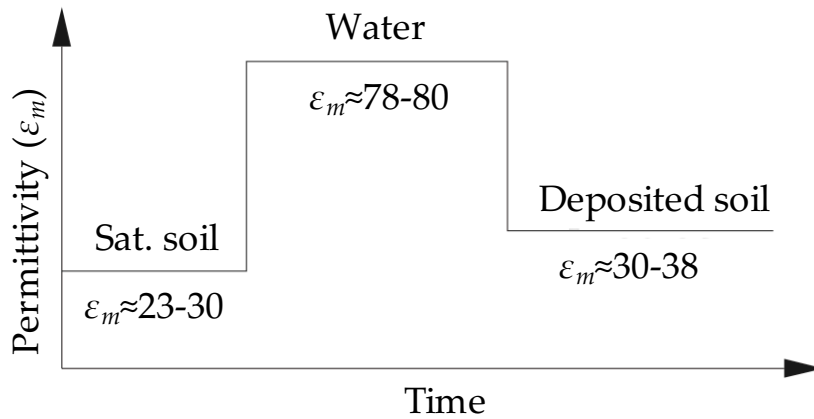 Water
εm≈78-80
Permittivity (εm)
Deposited soil
Sat. soil
εm≈30-38
εm≈23-30
Time